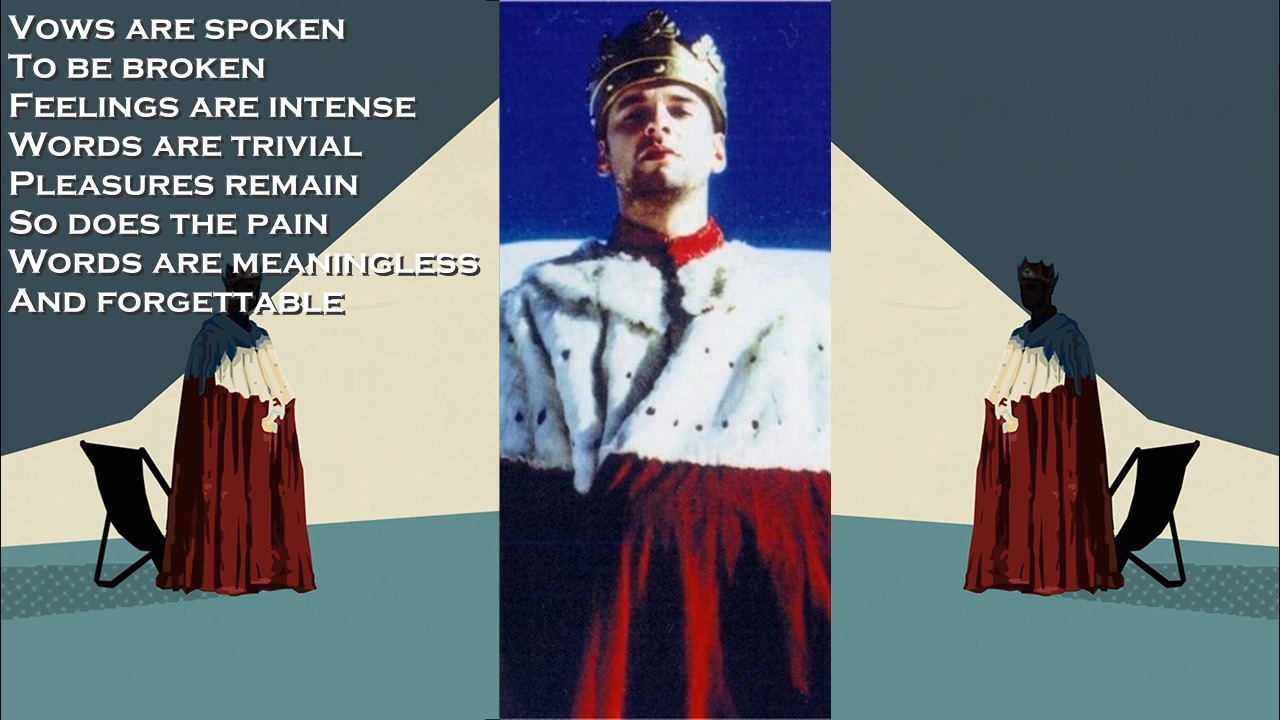 Vows are spoken
To be broken
Feelings are intense
Words are trivial
Pleasures remain
So does the pain
Words are meaningless
And forgettable